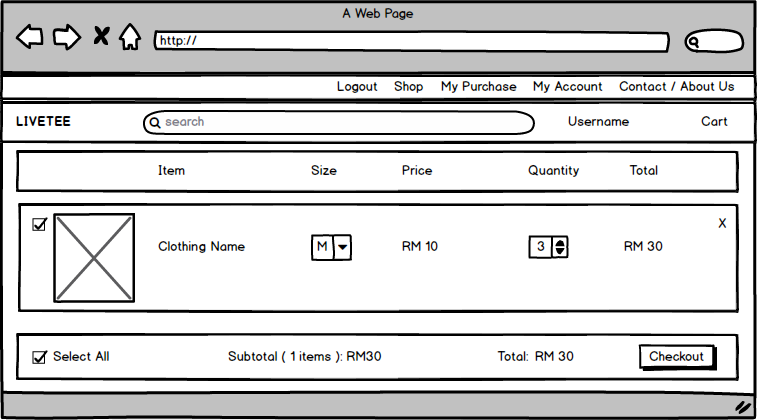 A Web Page
http://
Logout Shop My Purchase My Account Contact / About Us
LIVETEE search Username Cart
Item Size Price Quantity Total
X
Clothing Name M RM 10 3 RM 30
Select All Subtotal ( 1 items ): RM30 Total: RM 30 Checkout